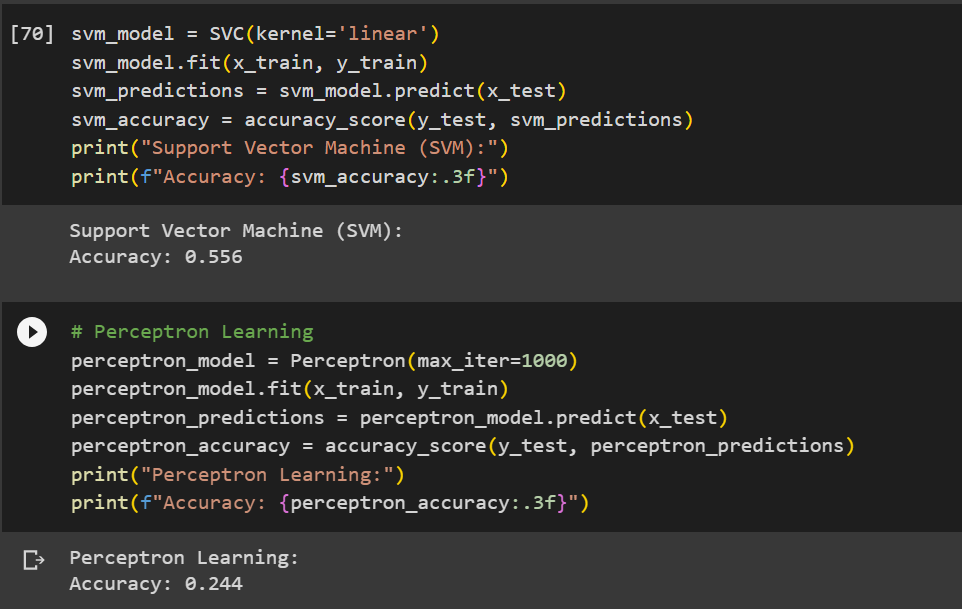 [70] svm_model = SVC(kernel='linear')
svm_model.fit(x_train, y_train)
svm_predictions = svm_model.predict(x_test)
svm_accuracy = accuracy_score(y_test, svm_predictions)
print("Support Vector Machine (SVM):")
print(f"Accuracy: {svm_accuracy:.3f}")
Support Vector Machine (SVM):
Accuracy: 0.556
# Perceptron Learning
perceptron_model = Perceptron(max_iter=1000)
perceptron_model.fit(x_train, y_train)
perceptron_predictions = perceptron_model.predict(x_test)
perceptron_accuracy = accuracy_score(y_test, perceptron_predictions)
print("Perceptron Learning:")
print(f"Accuracy: {perceptron_accuracy:.3f}")
Perceptron Learning:
Accuracy: 0.244